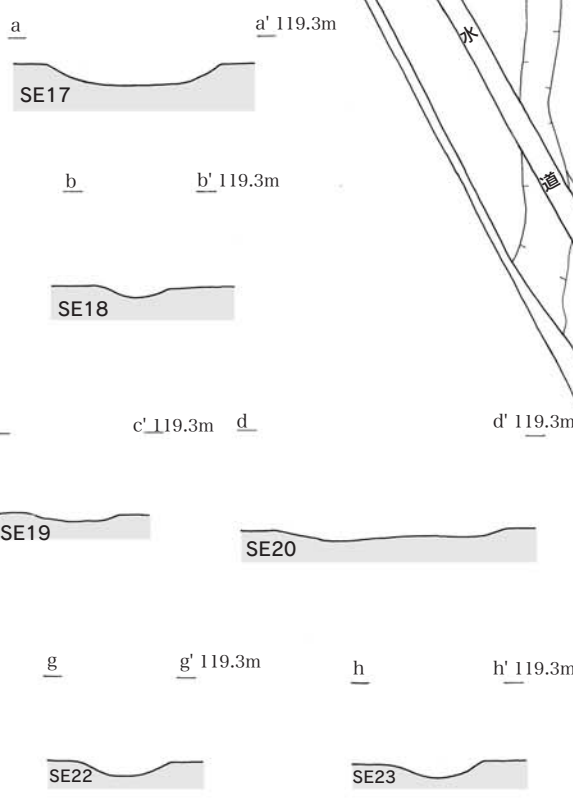 a a' 119.3m
水
SE17
b b' 119.3m
道
SE18
c' 119.3m d d' 119.3m
SE19
SE20
g g' 119.3m h h' 119.3m
SE22
SE23